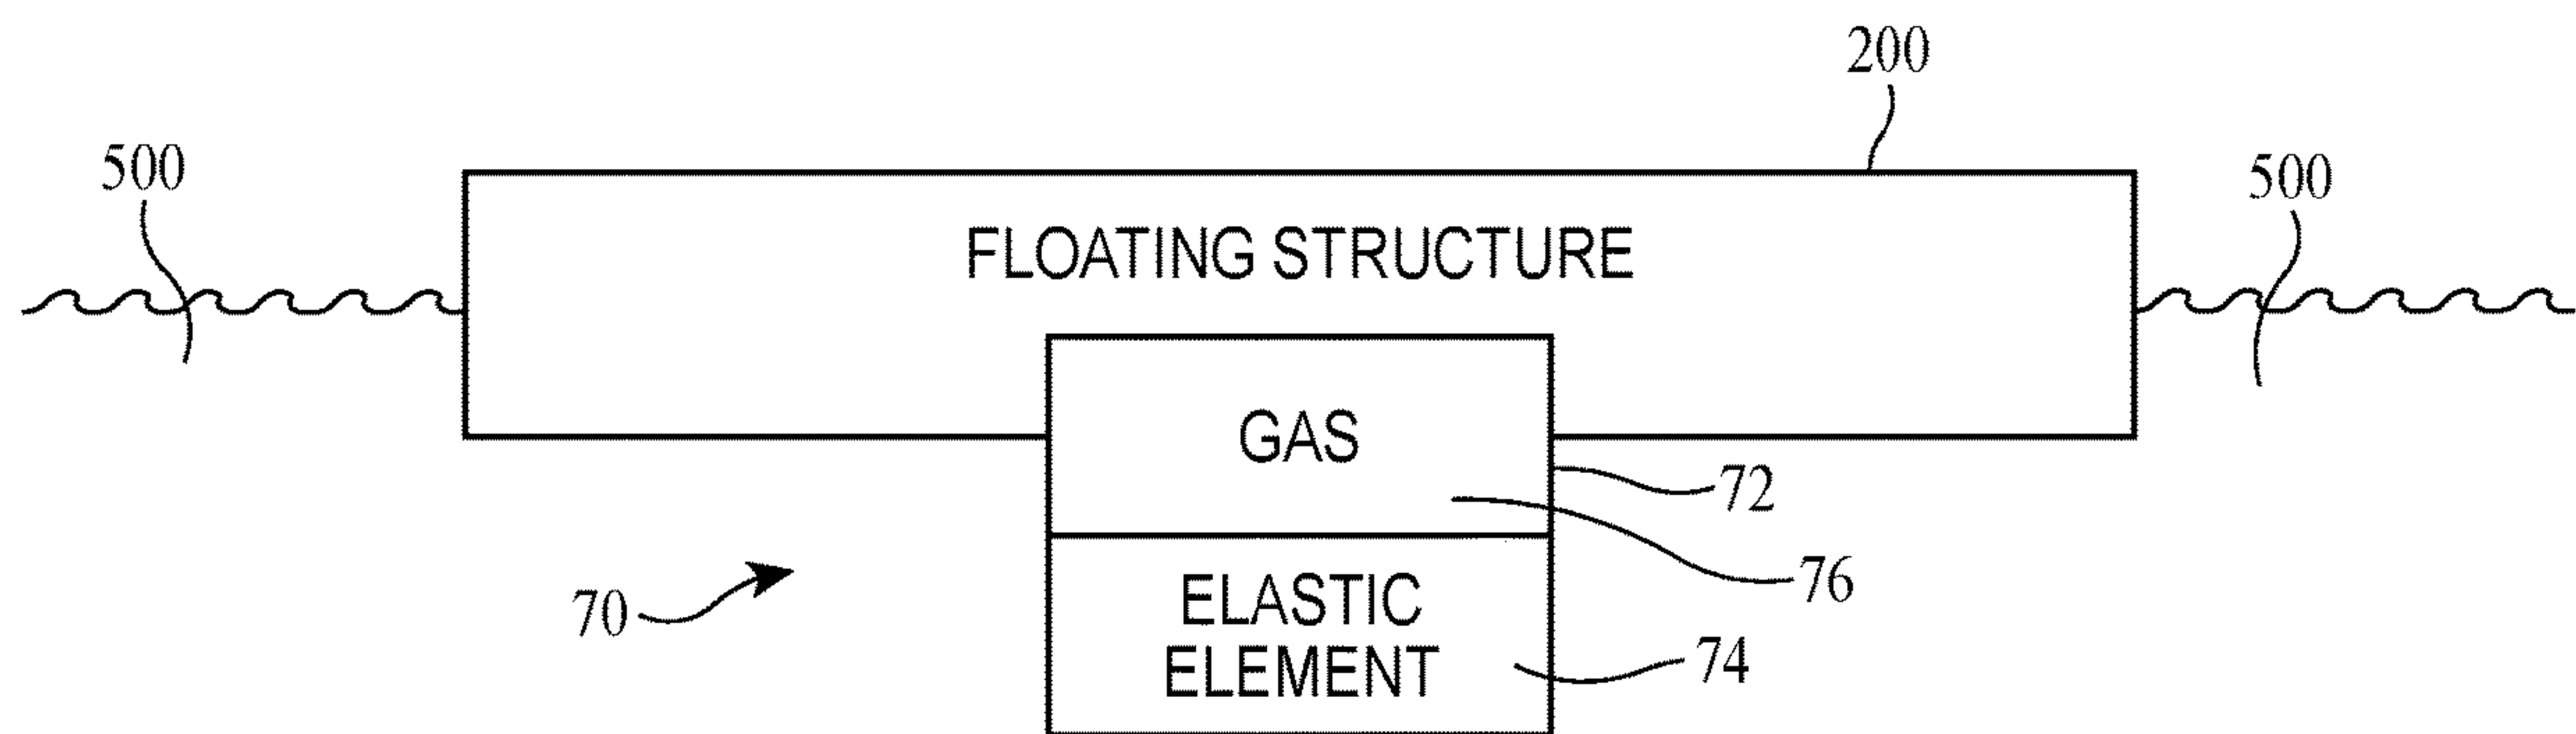 200
500
500
FLOATING STRUCTURE
GAS
72
76
70
ELASTIC
ELEMENT
74